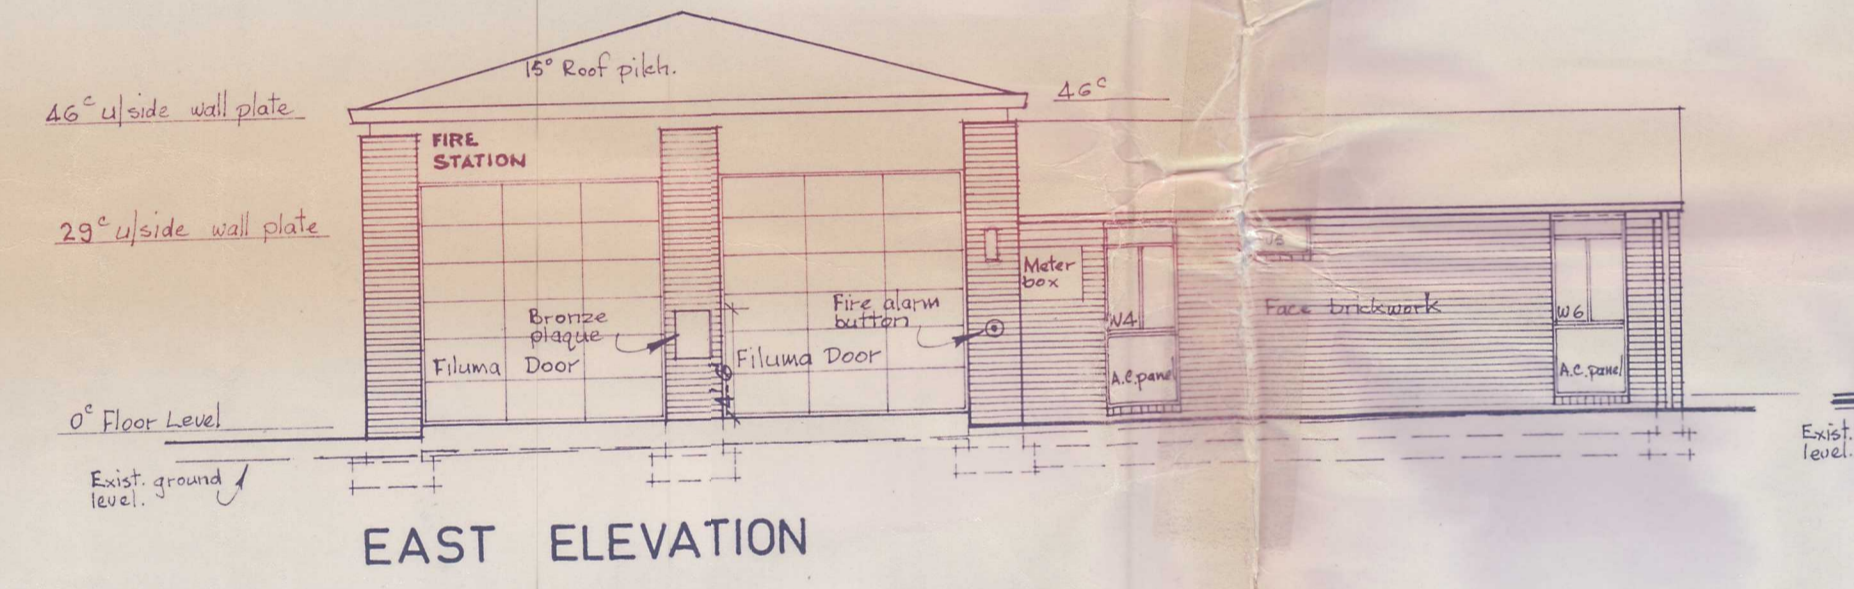 15° Roof pitch.
46ᶜ u/side wall plate
46ᶜ
FIRE
STATION
29ᶜ u/side wall plate
Meter
box
Bronze
plaque
Fire alarm
button
Face brickwork
W4
W6
Filuma Door
Filuma Door
A.C. panel
A.C. panel
0ᶜ Floor Level
Exist. ground
level.
Exist.
level.
EAST ELEVATION